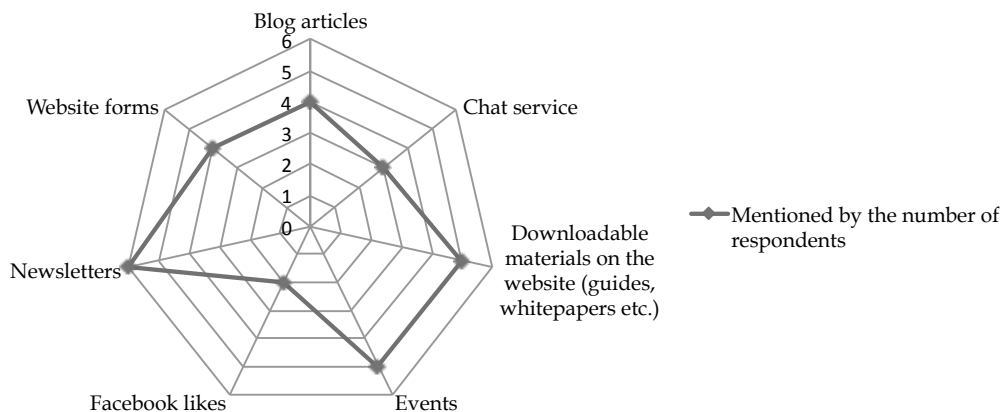 Blog articles
6
5
4
3
2
1
0
Website forms
Chat service
Newsletters
Downloadable
materials on the
website (guides,
whitepapers etc.)
Facebook likes
Events
Mentioned by the number of
respondents